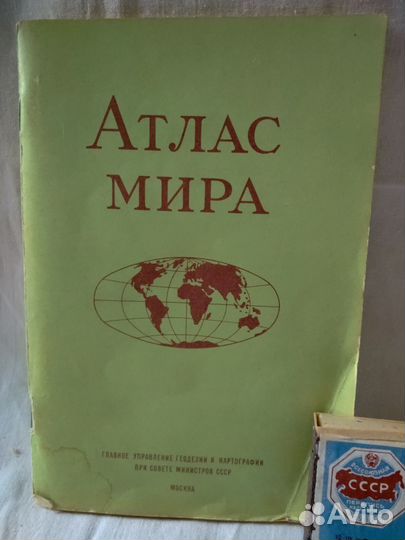 АТЛАС
МИРА
ГЛАВНОЕ УПРАВЛЕНИЕ ГЕОДЕЗИИ И КАРТОГРАФИИ
ПРИ СОВЕТЕ МИНИСТРОВ СССР
МОСКВА
СССР
Avito